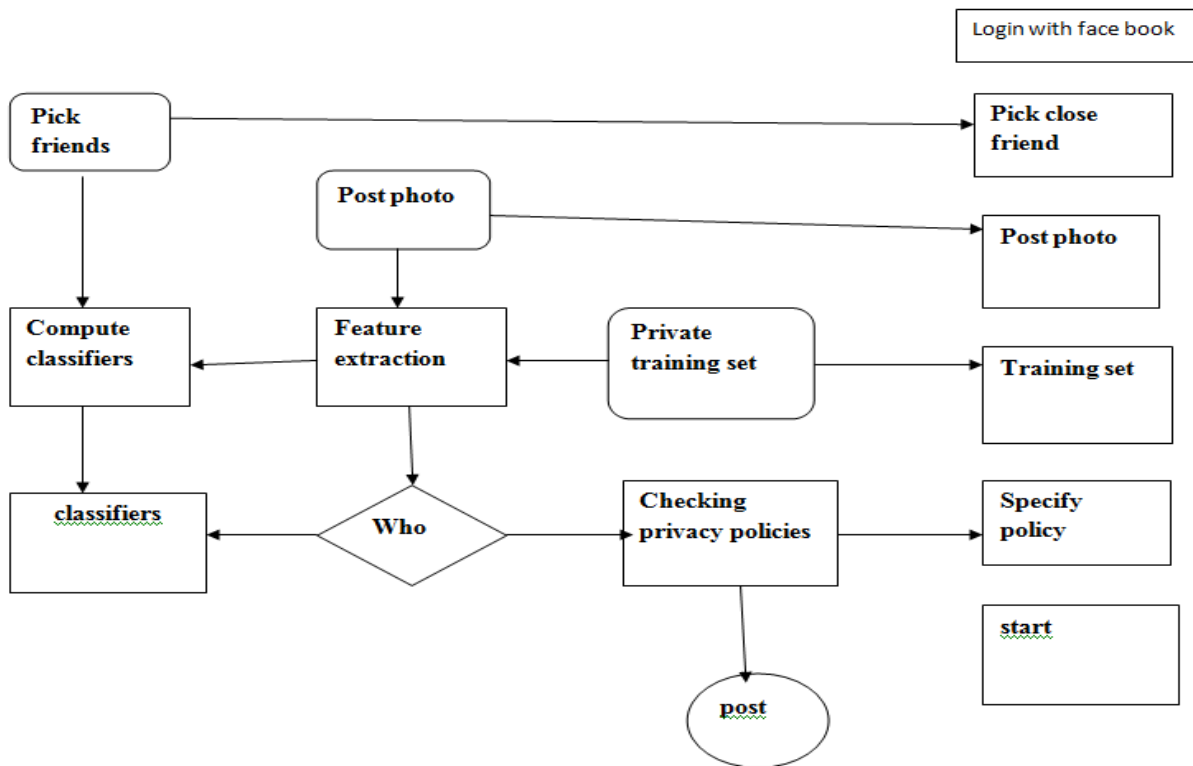 Login with face book
Pick
friends
Pick close
friend
Post photo
Post photo
Compute
classifiers
Feature
extraction
Private
training set
Training set
classifiers
Who
Checking
privacy policies
Specify
policy
start
post